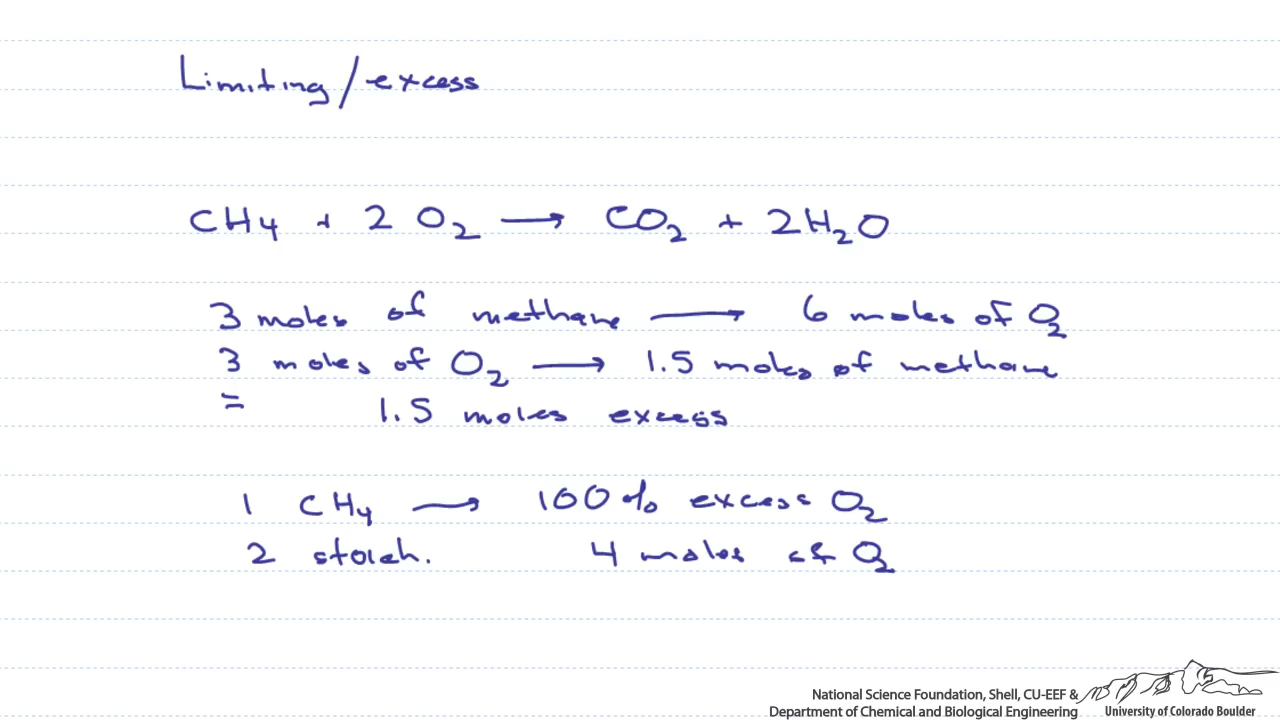 Limiting/excess
CH4 + 2 O2 → CO2 + 2H2O
3 moles of methane → 6 moles of O2
3 moles of O2 → 1.5 moles of methane
= 1.5 moles excess
1 CH4 → 100% excess O2
2 stoich. 4 moles of O2
National Science Foundation, Shell, CU-EEF &
Department of Chemical and Biological Engineering University of Colorado Boulder